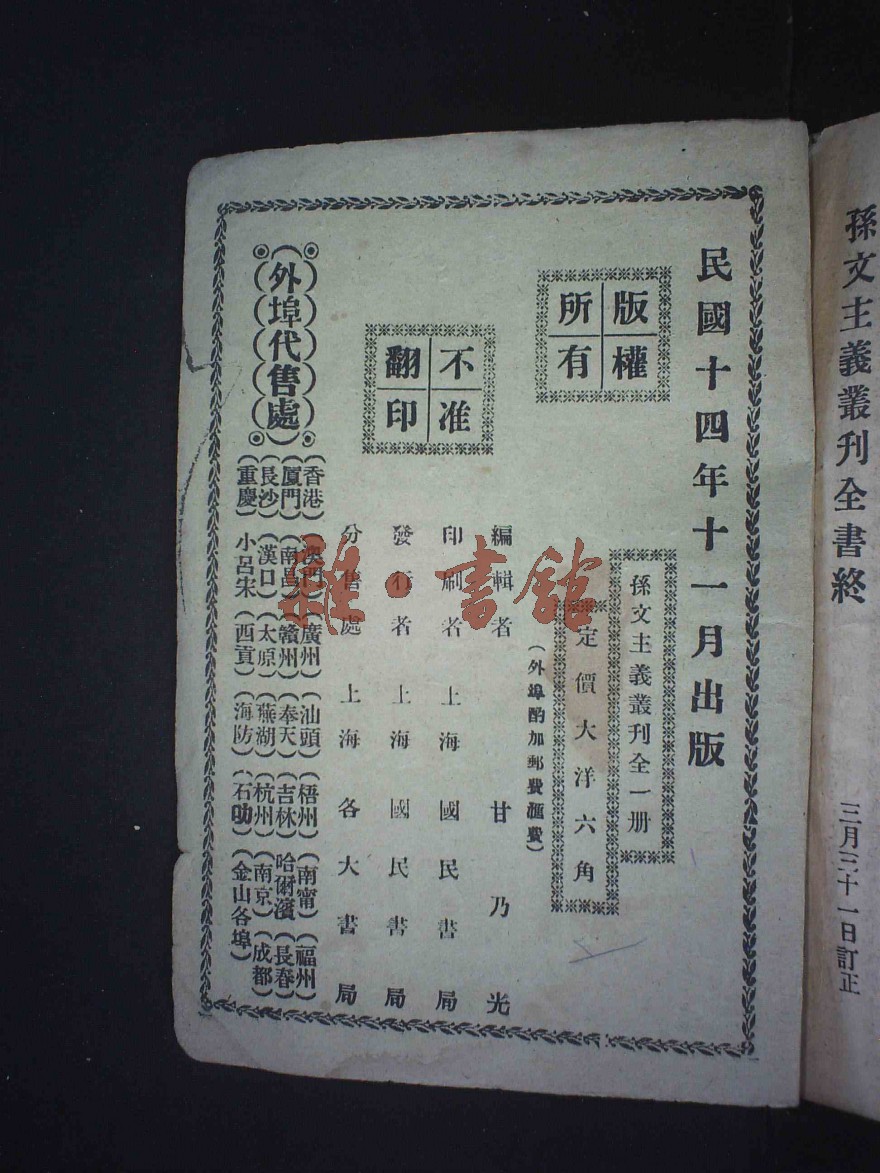 孫文主義叢刊全書終
三月三十一日訂正
民國十四年十一月出版
版權所有
孫文主義叢刊全一册
定價大洋六角
(外埠酌加郵費滙費)
編輯者 甘乃光
印刷者 上海國民書局
不准翻印
發行者 上海國民書局
分售處 上海各大書局
外埠代售處
(香港)(澳門)(廣州)(汕頭)(梧州)(南甯)(福州)
(厦門)(南昌)(贛州)(奉天)(吉林)(哈爾濱)(長春)
(長沙)(漢口)(太原)(蕪湖)(杭州)(南京)(成都)
(重慶)(小呂宋)(西貢)(海防)(石叻)(金山各埠)
雜·書館